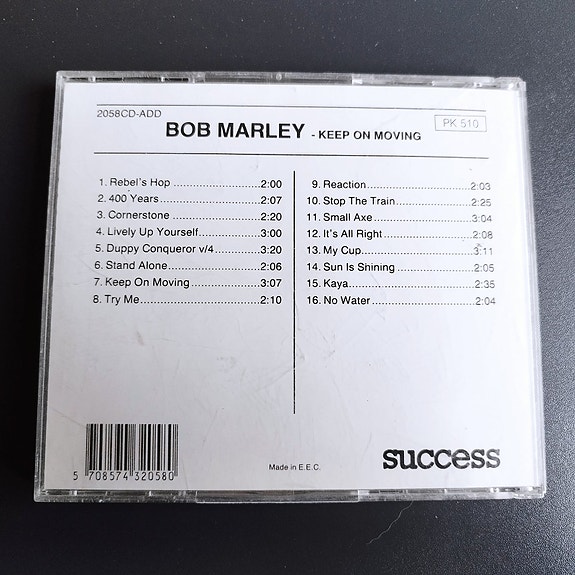 2058CD-ADD
PK 510
BOB MARLEY - KEEP ON MOVING
1. Rebel's Hop ........................2:00
2. 400 Years............................2:07
3. Cornerstone ........................2:20
4. Lively Up Yourself................3:00
5. Duppy Conqueror v/4...........3:20
6. Stand Alone.........................2:06
7. Keep On Moving..................3:07
8. Try Me.................................2:10
9. Reaction.............................2:03
10. Stop The Train....................2:25
11. Small Axe...........................3:04
12. It's All Right........................2:08
13. My Cup...............................3:11
14. Sun Is Shining....................2:05
15. Kaya...................................2:35
16. No Water............................2:04
5 708574 320580
Made in E.E.C.
success